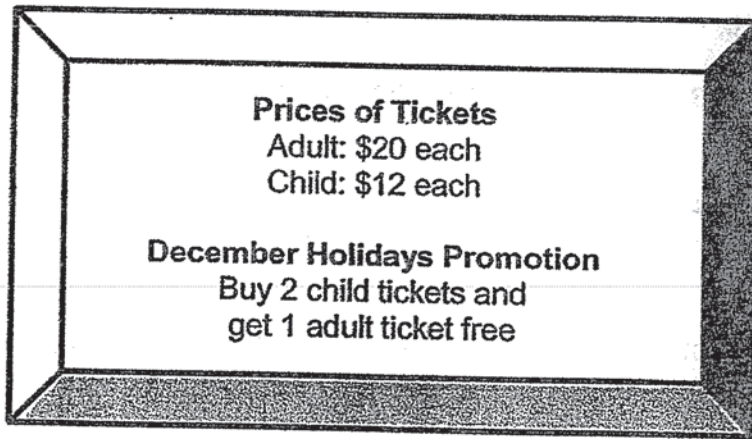 Prices of Tickets
Adult: $20 each
Child: $12 each
December Holidays Promotion
Buy 2 child tickets and
get 1 adult ticket free